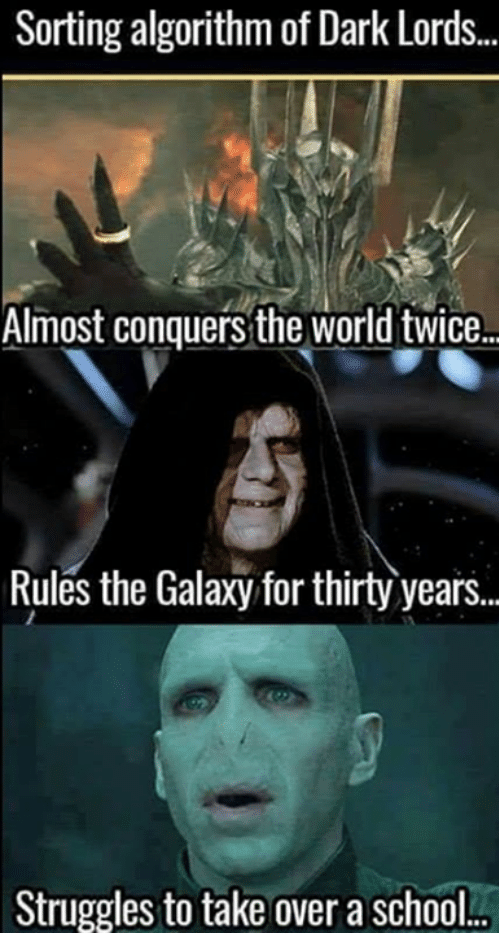 Sorting algorithm of Dark Lords...
Almost conquers the world twice...
Rules the Galaxy for thirty years...
Struggles to take over a school...